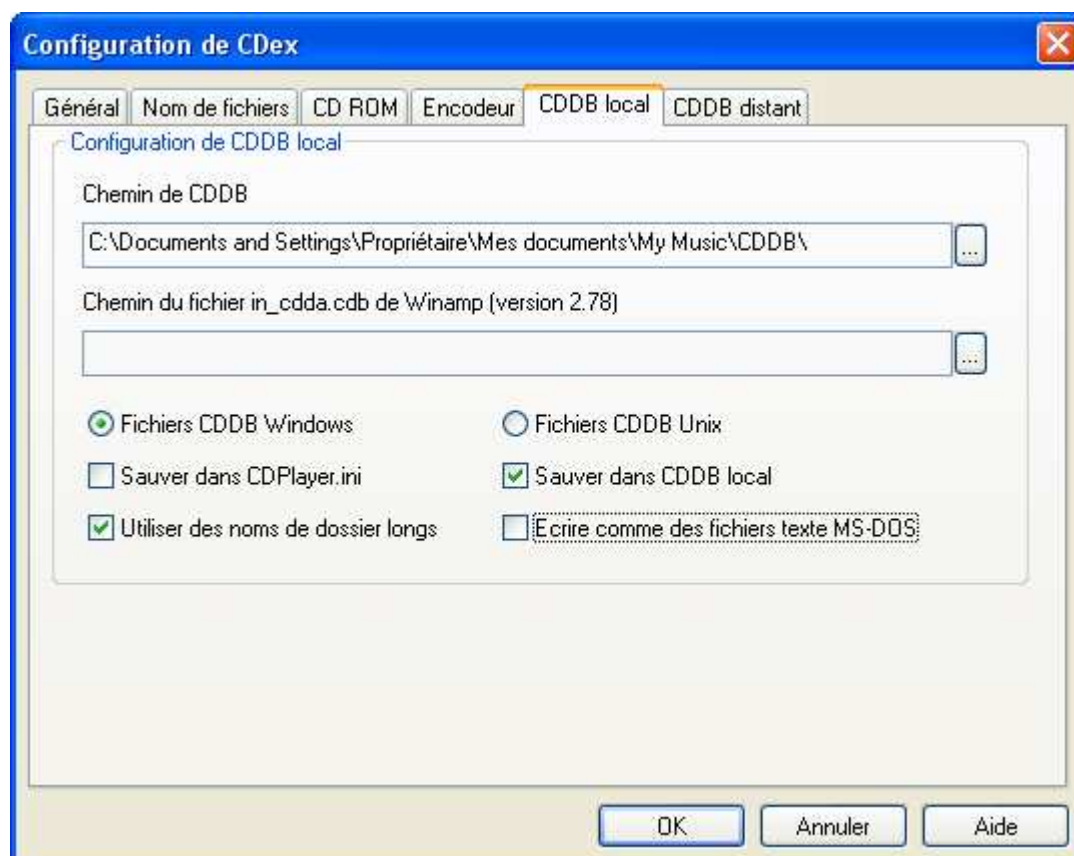 Configuration de CDex
Général Nom de fichiers CD ROM Encodeur CDDB local CDDB distant
Configuration de CDDB local
Chemin de CDDB
C:\Documents and Settings\Propriétaire\Mes documents\My Music\CDDB\ ...
Chemin du fichier in_cdda.cdb de Winamp (version 2.78)
...
Fichiers CDDB Windows Fichiers CDDB Unix
Sauver dans CDPlayer.ini Sauver dans CDDB local
Utiliser des noms de dossier longs Ecrire comme des fichiers texte MS-DOS
OK Annuler Aide